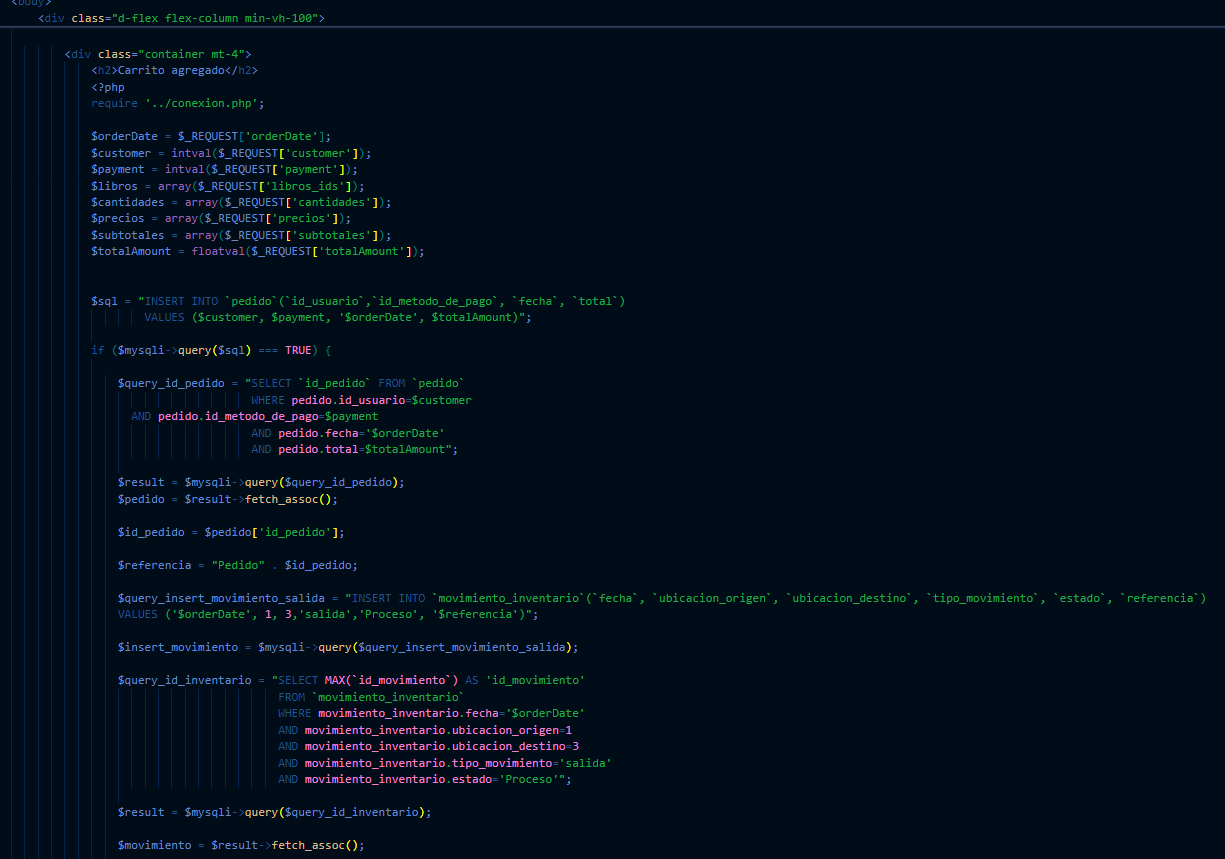 <body>
<div class="d-flex flex-column min-vh-100">
<div class="container mt-4">
<h2>Carrito agregado</h2>
<?php
require '../conexion.php';
$orderDate = $_REQUEST['orderDate'];
$customer = intval($_REQUEST['customer']);
$payment = intval($_REQUEST['payment']);
$libros = array($_REQUEST['libros_ids']);
$cantidades = array($_REQUEST['cantidades']);
$precios = array($_REQUEST['precios']);
$subtotales = array($_REQUEST['subtotales']);
$totalAmount = floatval($_REQUEST['totalAmount']);
$sql = "INSERT INTO `pedido`(`id_usuario`,`id_metodo_de_pago`, `fecha`, `total`)
VALUES ($customer, $payment, '$orderDate', $totalAmount)";
if ($mysqli->query($sql) === TRUE) {
$query_id_pedido = "SELECT `id_pedido` FROM `pedido`
WHERE pedido.id_usuario=$customer
AND pedido.id_metodo_de_pago=$payment
AND pedido.fecha='$orderDate'
AND pedido.total=$totalAmount";
$result = $mysqli->query($query_id_pedido);
$pedido = $result->fetch_assoc();
$id_pedido = $pedido['id_pedido'];
$referencia = "Pedido" . $id_pedido;
$query_insert_movimiento_salida = "INSERT INTO `movimiento_inventario`(`fecha`, `ubicacion_origen`, `ubicacion_destino`, `tipo_movimiento`, `estado`, `referencia`)
VALUES ('$orderDate', 1, 3,'salida','Proceso', '$referencia')";
$insert_movimiento = $mysqli->query($query_insert_movimiento_salida);
$query_id_inventario = "SELECT MAX(`id_movimiento`) AS 'id_movimiento'
FROM `movimiento_inventario`
WHERE movimiento_inventario.fecha='$orderDate'
AND movimiento_inventario.ubicacion_origen=1
AND movimiento_inventario.ubicacion_destino=3
AND movimiento_inventario.tipo_movimiento='salida'
AND movimiento_inventario.estado='Proceso'";
$result = $mysqli->query($query_id_inventario);
$movimiento = $result->fetch_assoc();